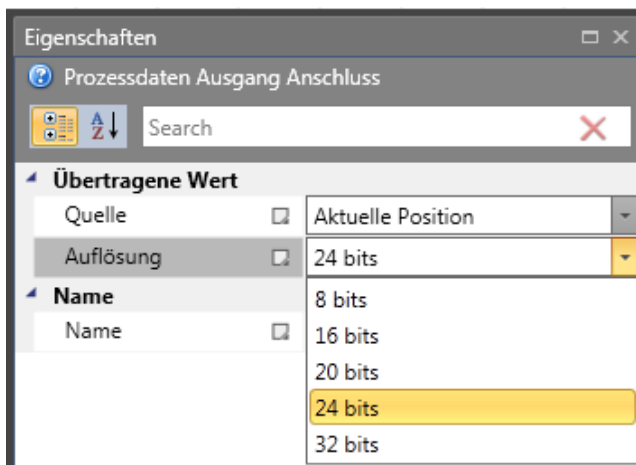 Eigenschaften
Prozessdaten Ausgang Anschluss
A Z Search
Übertragene Wert
Quelle Aktuelle Position
Auflösung 24 bits
Name
8 bits
Name
16 bits
20 bits
24 bits
32 bits